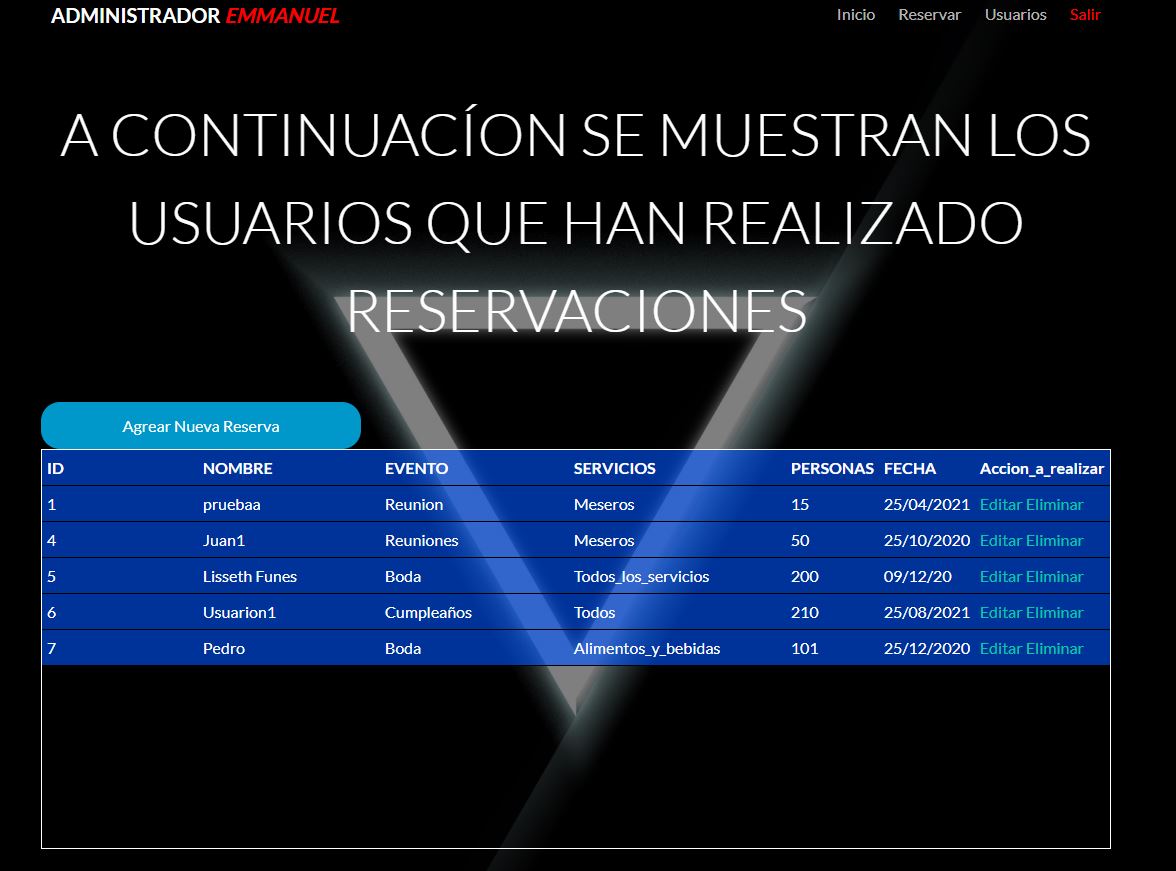 ADMINISTRADOR EMMANUEL Inicio Reservar Usuarios Salir
A CONTINUACÍON SE MUESTRAN LOS
USUARIOS QUE HAN REALIZADO
RESERVACIONES
Agrear Nueva Reserva
ID NOMBRE EVENTO SERVICIOS PERSONAS FECHA Accion_a_realizar
1 pruebaa Reunion Meseros 15 25/04/2021 Editar Eliminar
4 Juan1 Reuniones Meseros 50 25/10/2020 Editar Eliminar
5 Lisseth Funes Boda Todos_los_servicios 200 09/12/20 Editar Eliminar
6 Usuarion1 Cumpleaños Todos 210 25/08/2021 Editar Eliminar
7 Pedro Boda Alimentos_y_bebidas 101 25/12/2020 Editar Eliminar